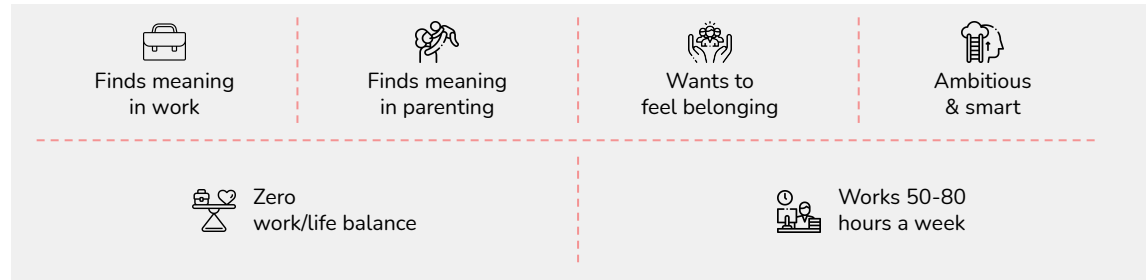 Finds meaning
in work
Finds meaning
in parenting
Wants to
feel belonging
Ambitious
& smart
Zero
work/life balance
Works 50-80
hours a week